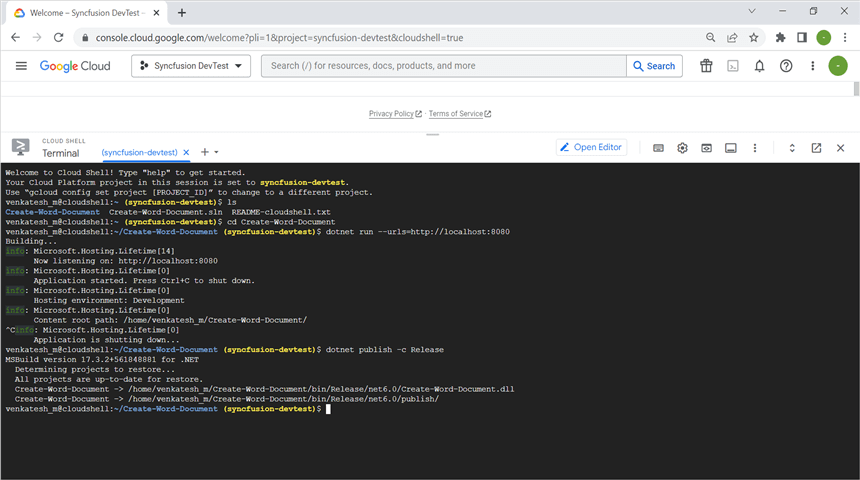 Welcome – Syncfusion DevTest –
console.cloud.google.com/welcome?pli=1&project=syncfusion-devtest&cloudshell=true
Google Cloud
Syncfusion DevTest
Search (/) for resources, docs, products, and more
Search
Privacy Policy · Terms of Service
CLOUD SHELL
Terminal
(syncfusion-devtest)
Open Editor
Welcome to Cloud Shell! Type "help" to get started.
Your Cloud Platform project in this session is set to syncfusion-devtest.
Use "gcloud config set project [PROJECT_ID]" to change to a different project.
venkatesh_m@cloudshell:~ (syncfusion-devtest)$ ls
Create-Word-Document  Create-Word-Document.sln  README-cloudshell.txt
venkatesh_m@cloudshell:~ (syncfusion-devtest)$ cd Create-Word-Document
venkatesh_m@cloudshell:~/Create-Word-Document (syncfusion-devtest)$ dotnet run --urls=http://localhost:8080
Building...
info: Microsoft.Hosting.Lifetime[14]
      Now listening on: http://localhost:8080
info: Microsoft.Hosting.Lifetime[0]
      Application started. Press Ctrl+C to shut down.
info: Microsoft.Hosting.Lifetime[0]
      Hosting environment: Development
info: Microsoft.Hosting.Lifetime[0]
      Content root path: /home/venkatesh_m/Create-Word-Document/
^Cinfo: Microsoft.Hosting.Lifetime[0]
      Application is shutting down...
venkatesh_m@cloudshell:~/Create-Word-Document (syncfusion-devtest)$ dotnet publish -c Release
MSBuild version 17.3.2+561848881 for .NET
  Determining projects to restore...
  All projects are up-to-date for restore.
  Create-Word-Document -> /home/venkatesh_m/Create-Word-Document/bin/Release/net6.0/Create-Word-Document.dll
  Create-Word-Document -> /home/venkatesh_m/Create-Word-Document/bin/Release/net6.0/publish/
venkatesh_m@cloudshell:~/Create-Word-Document (syncfusion-devtest)$